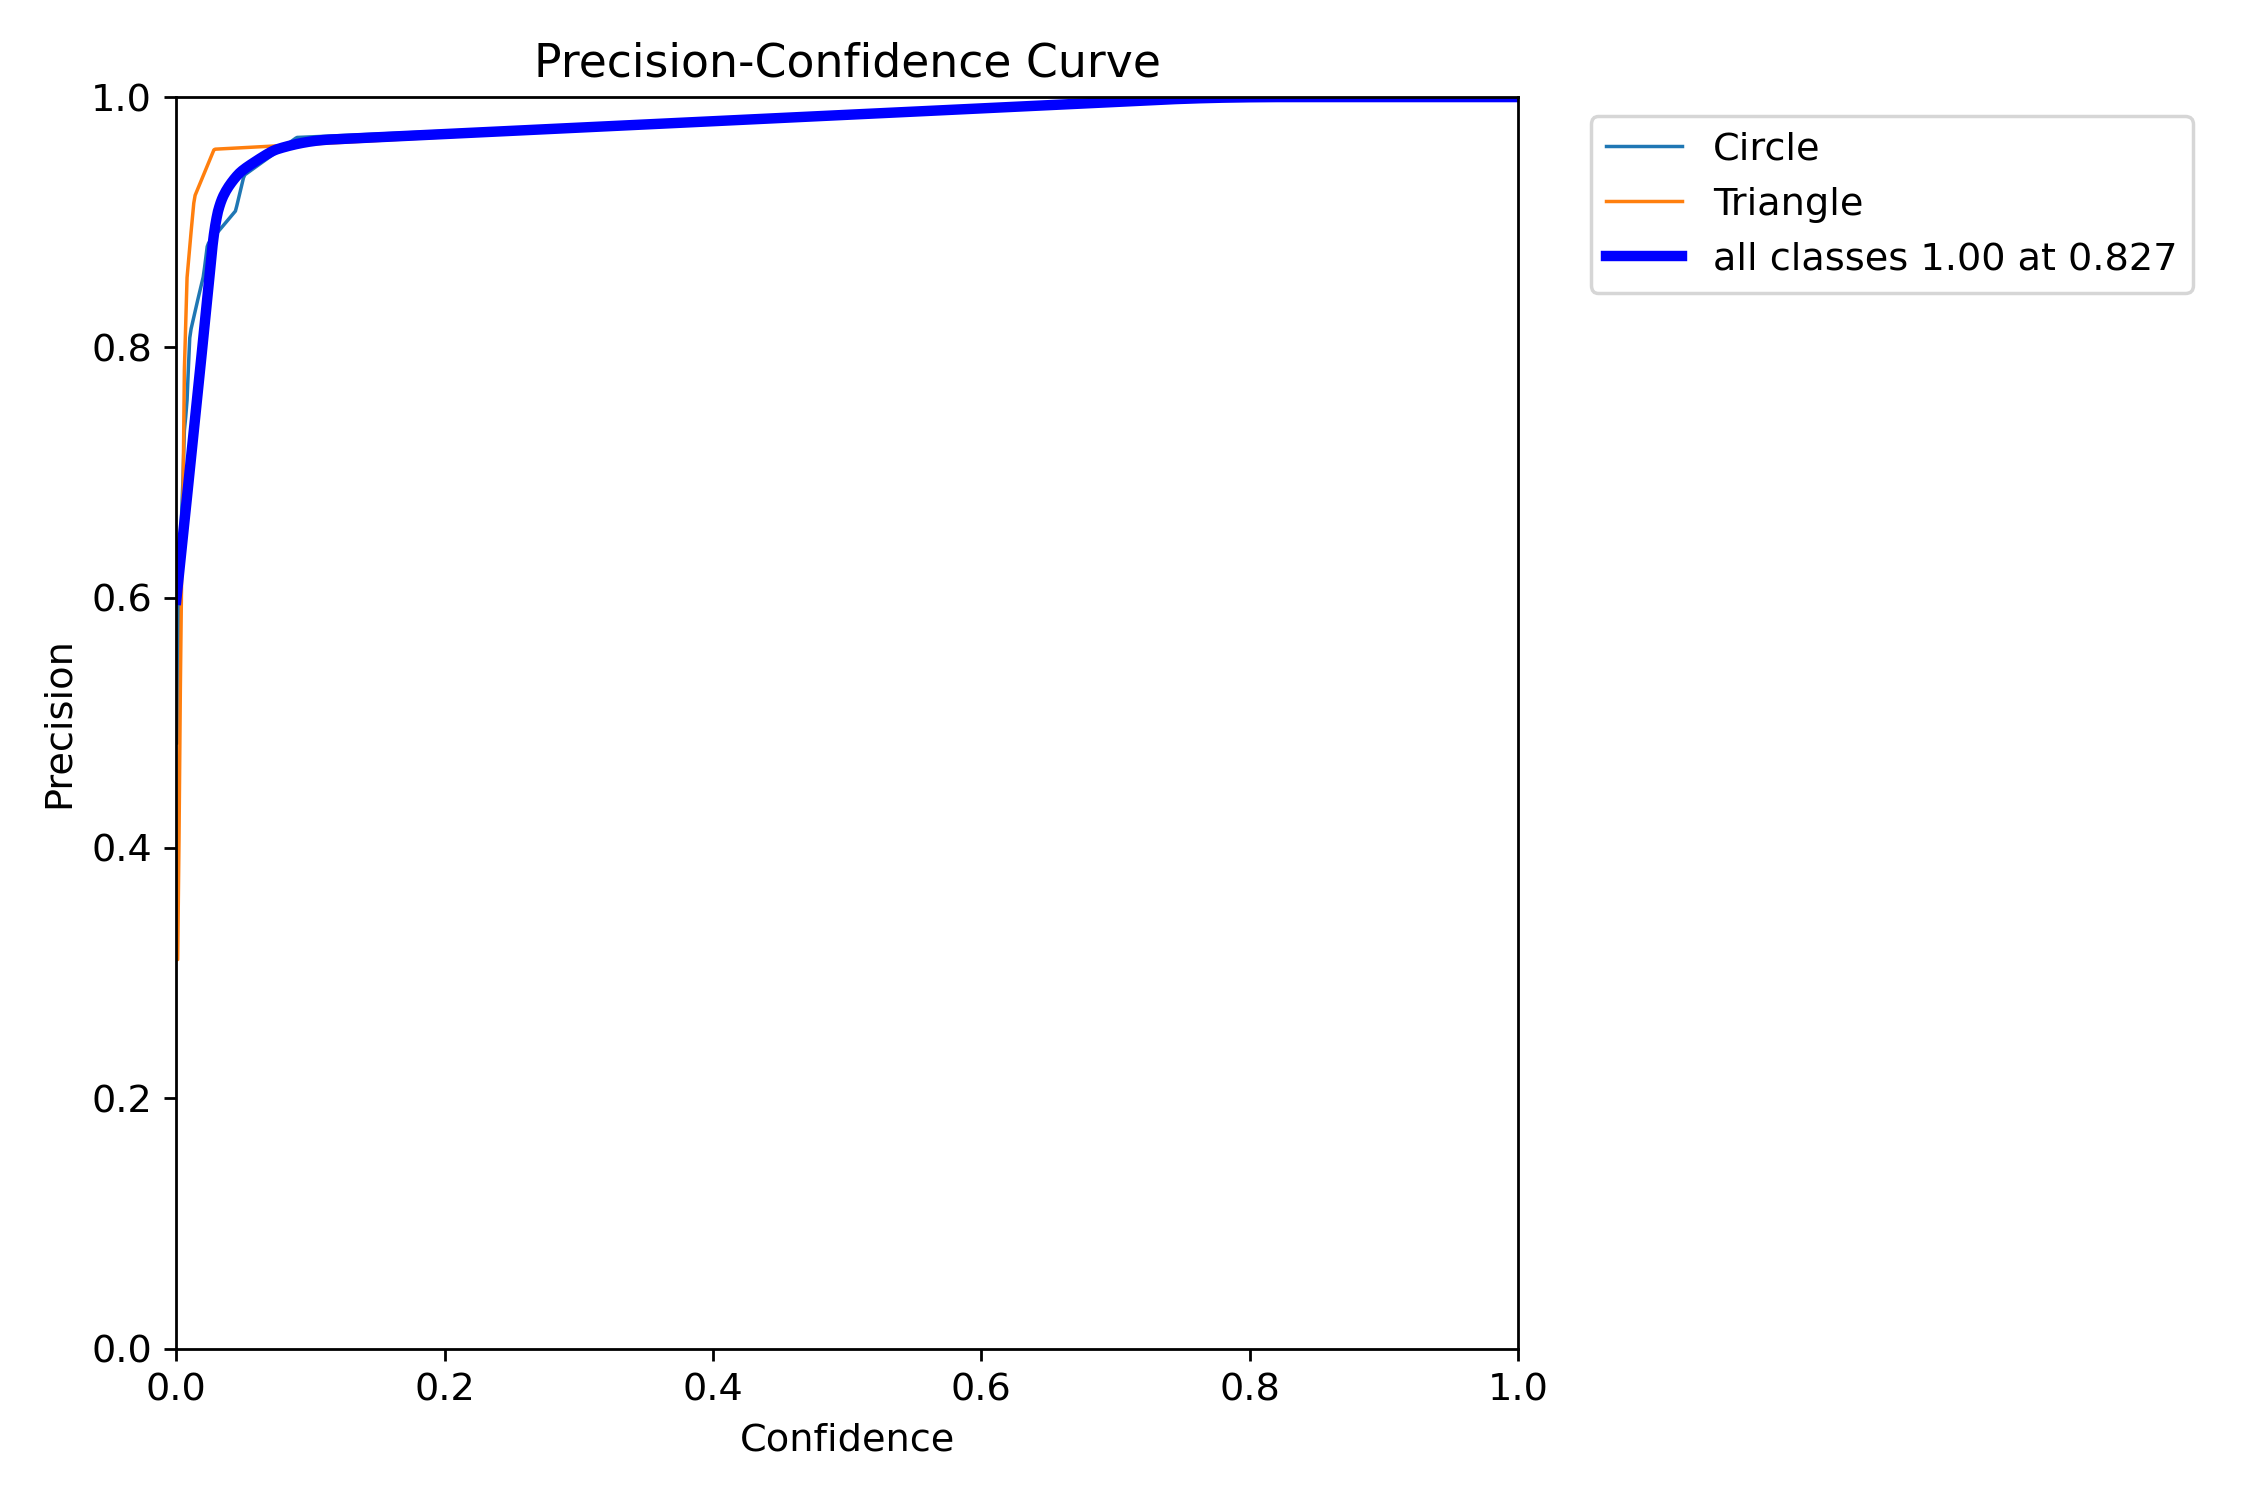 Precision-Confidence Curve
1.0
0.8
0.6
0.4
0.2
0.0
Precision
0.0 0.2 0.4 0.6 0.8 1.0
Confidence
Circle
Triangle
all classes 1.00 at 0.827